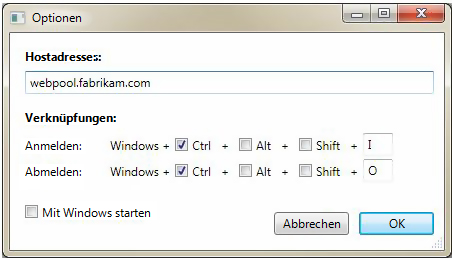 Optionen
Hostadresse::
webpool.fabrikam.com
Verknüpfungen:
Anmelden: Windows + Ctrl + Alt + Shift + I
Abmelden: Windows + Ctrl + Alt + Shift + O
Mit Windows starten
Abbrechen OK